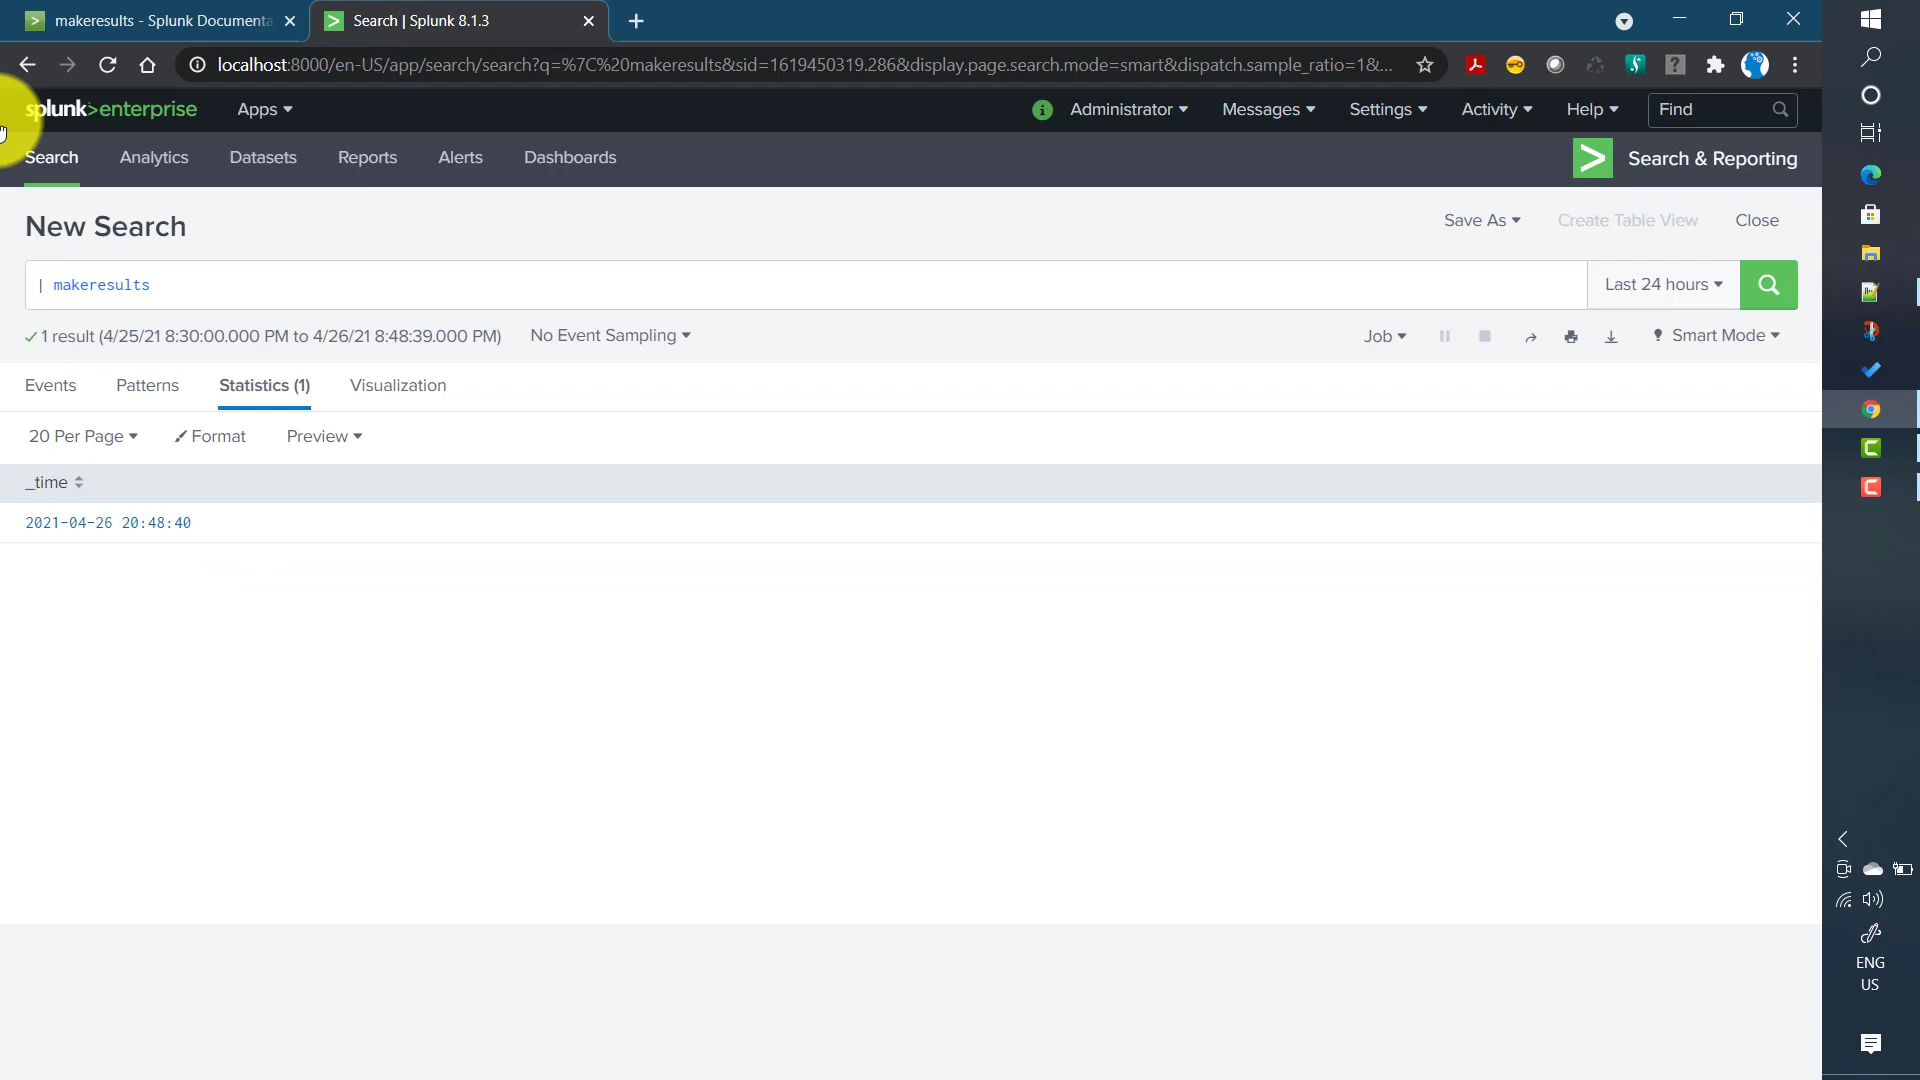 makeresults - Splunk Documenta
Search | Splunk 8.1.3
localhost:8000/en-US/app/search/search?q=%7C%20makeresults&sid=1619450319.286&display.page.search.mode=smart&dispatch.sample_ratio=1&...
splunk>enterprise Apps Administrator Messages Settings Activity Help Find
Search Analytics Datasets Reports Alerts Dashboards Search & Reporting
New Search Save As Create Table View Close
| makeresults Last 24 hours
1 result (4/25/21 8:30:00.000 PM to 4/26/21 8:48:39.000 PM) No Event Sampling Job Smart Mode
Events Patterns Statistics (1) Visualization
20 Per Page Format Preview
_time
2021-04-26 20:48:40
ENG
US